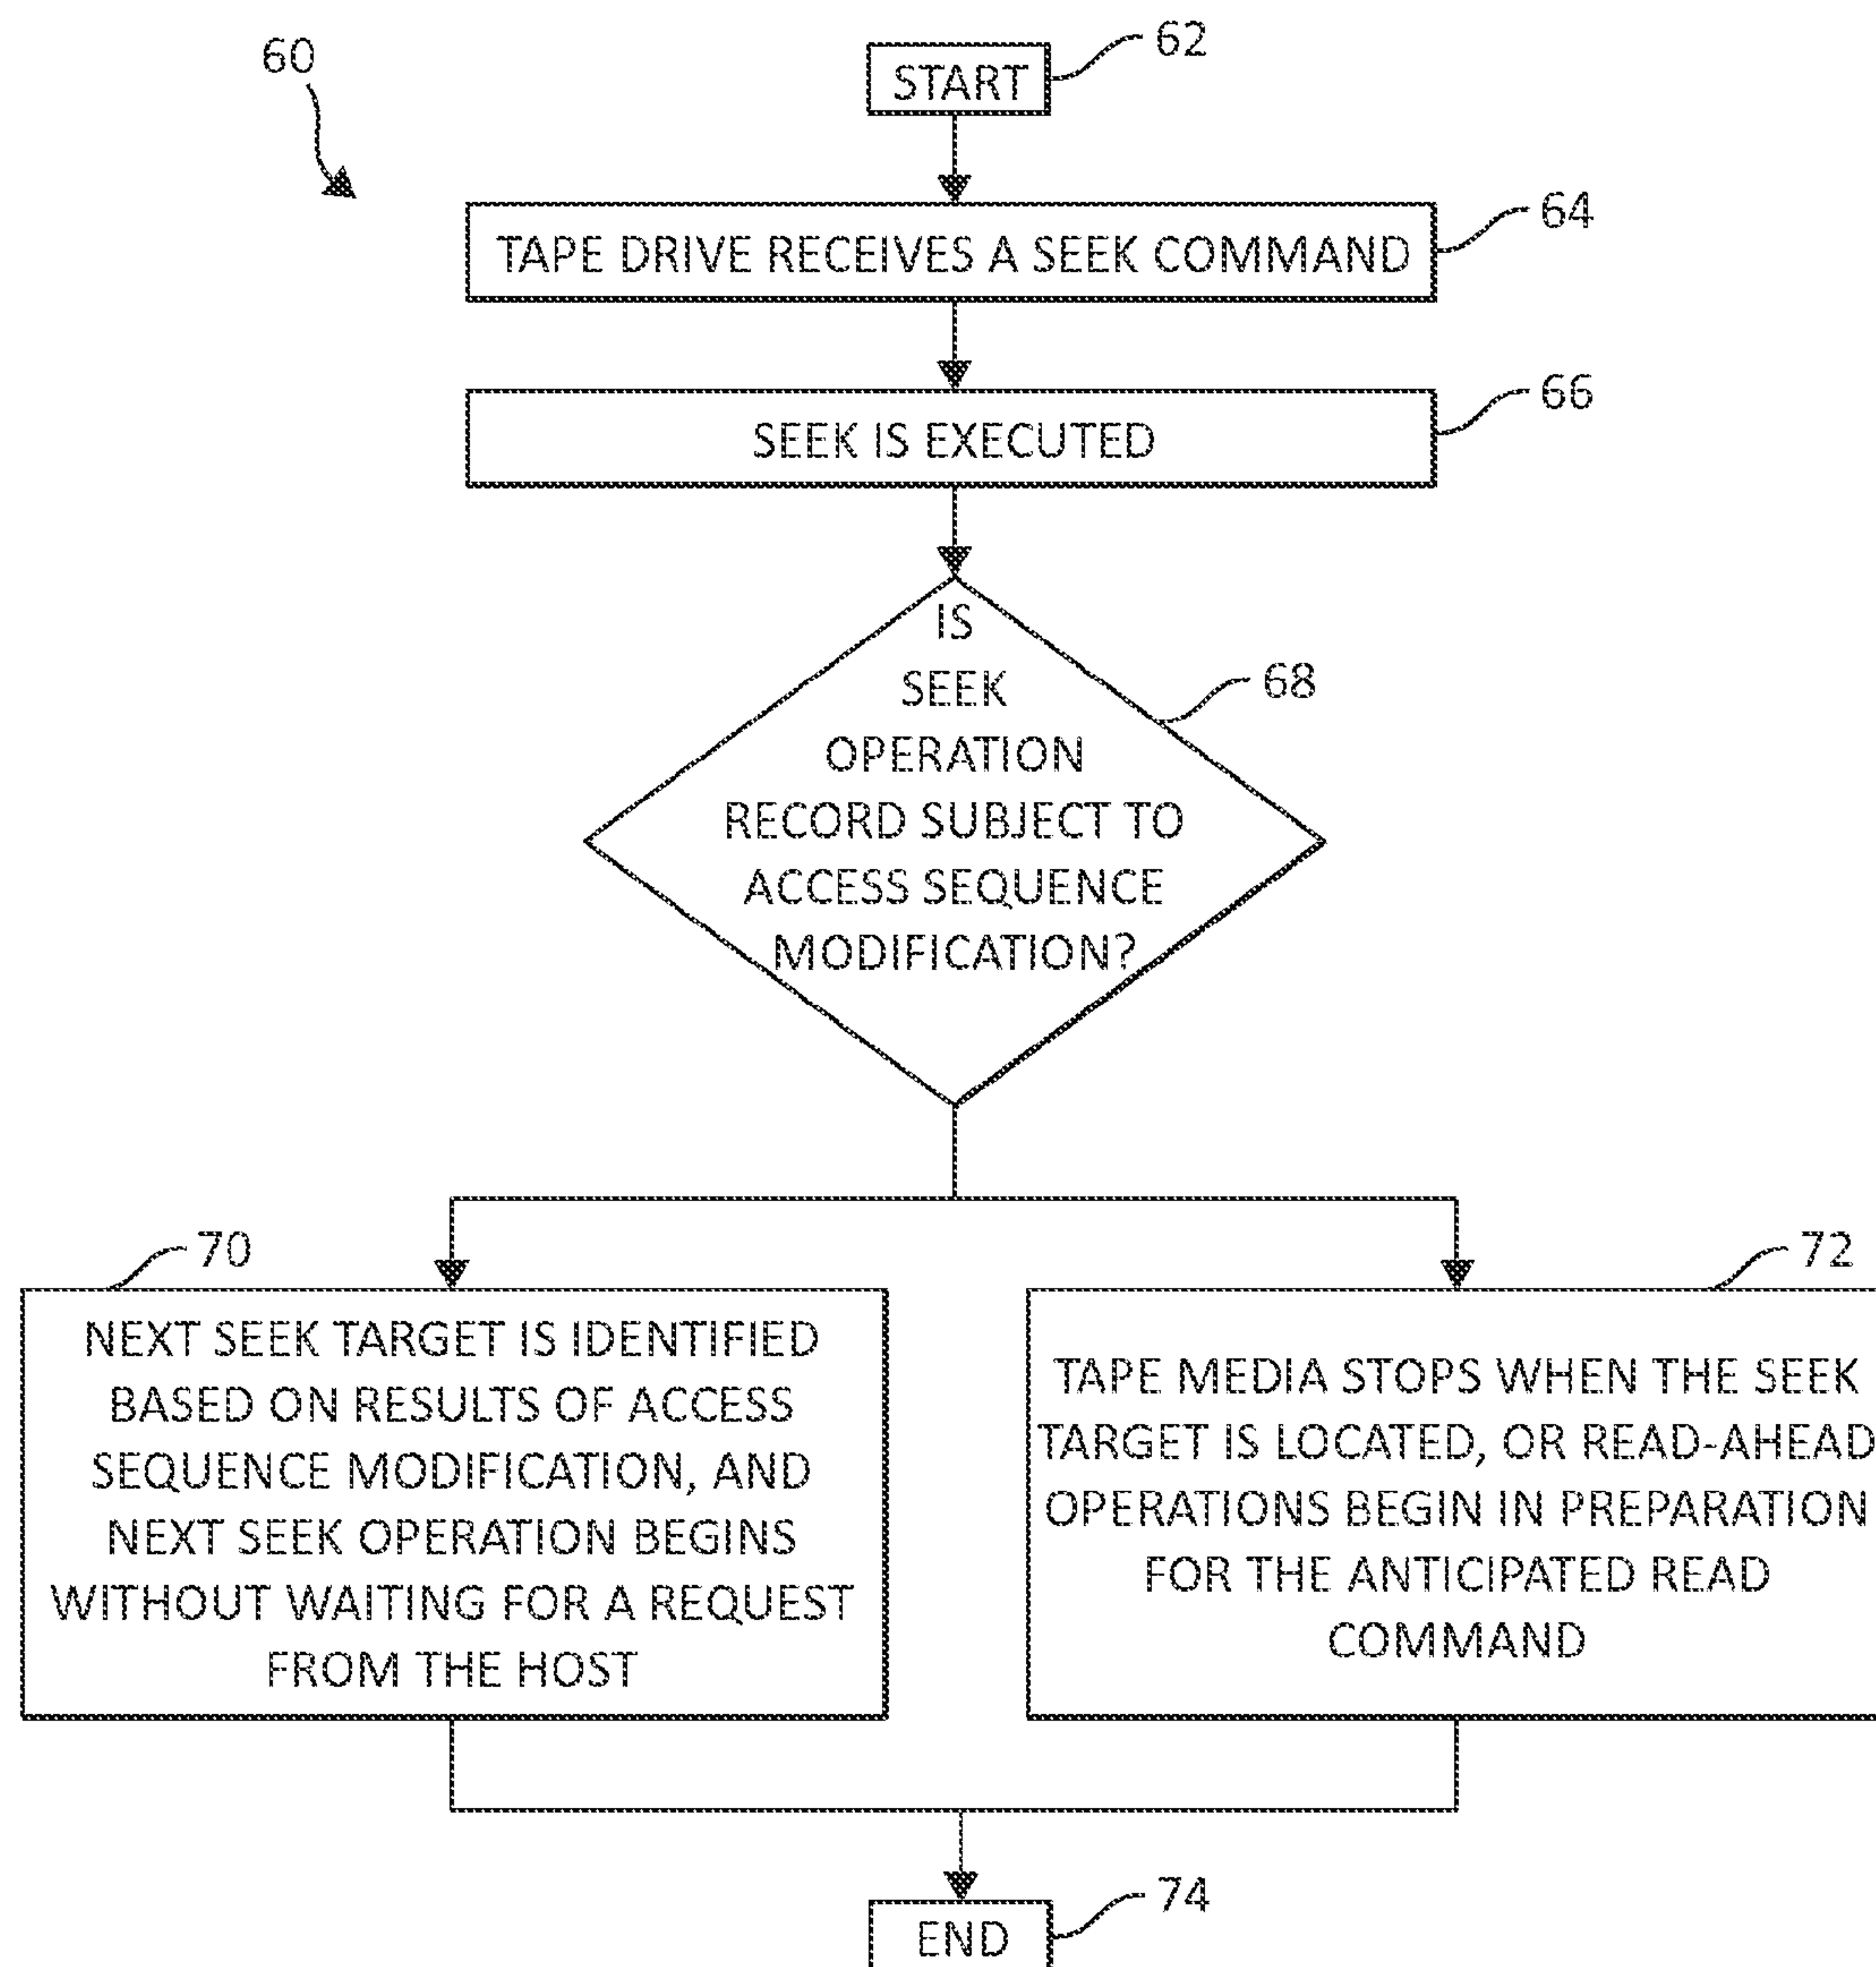 60
START
62
TAPE DRIVE RECEIVES A SEEK COMMAND
64
SEEK IS EXECUTED
66
IS
SEEK
OPERATION
RECORD SUBJECT TO
ACCESS SEQUENCE
MODIFICATION?
68
70
NEXT SEEK TARGET IS IDENTIFIED
BASED ON RESULTS OF ACCESS
SEQUENCE MODIFICATION, AND
NEXT SEEK OPERATION BEGINS
WITHOUT WAITING FOR A REQUEST
FROM THE HOST
72
TAPE MEDIA STOPS WHEN THE SEEK
TARGET IS LOCATED, OR READ-AHEAD
OPERATIONS BEGIN IN PREPARATION
FOR THE ANTICIPATED READ
COMMAND
END
74